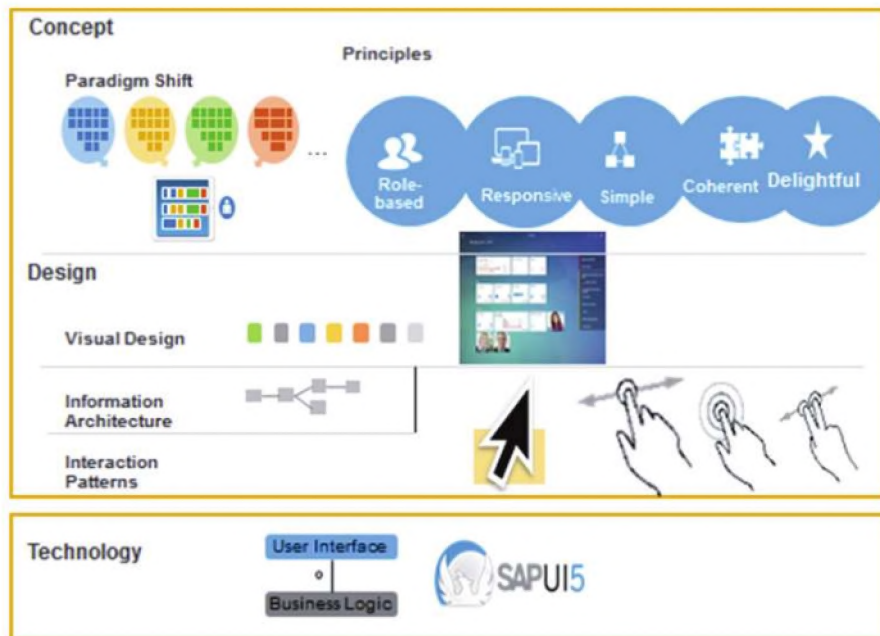 Concept
Principles
Paradigm Shift
...
Role-
based
Responsive
Simple
Coherent
Delightful
Design
Visual Design
Information
Architecture
Interaction
Patterns
Technology
User Interface
Business Logic
SAPUI5